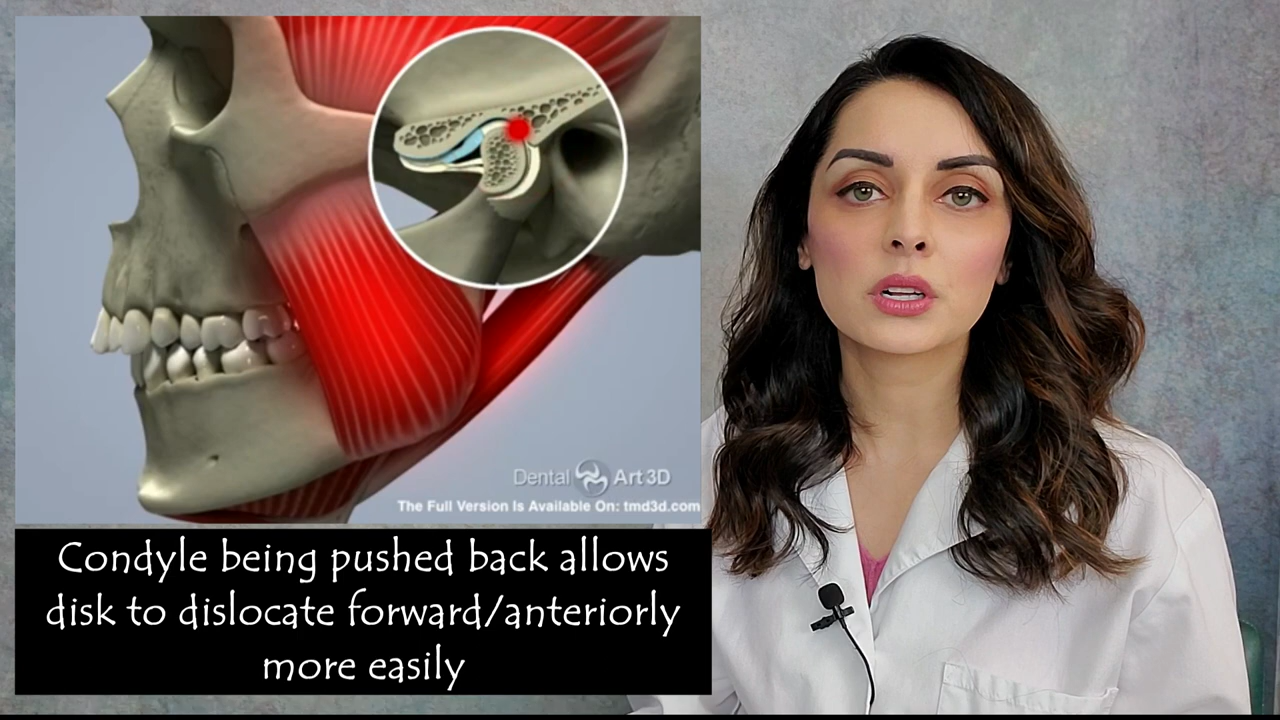 Dental Art 3D
The Full Version Is Available On: tmd3d.com
Condyle being pushed back allows
disk to dislocate forward/anteriorly
more easily